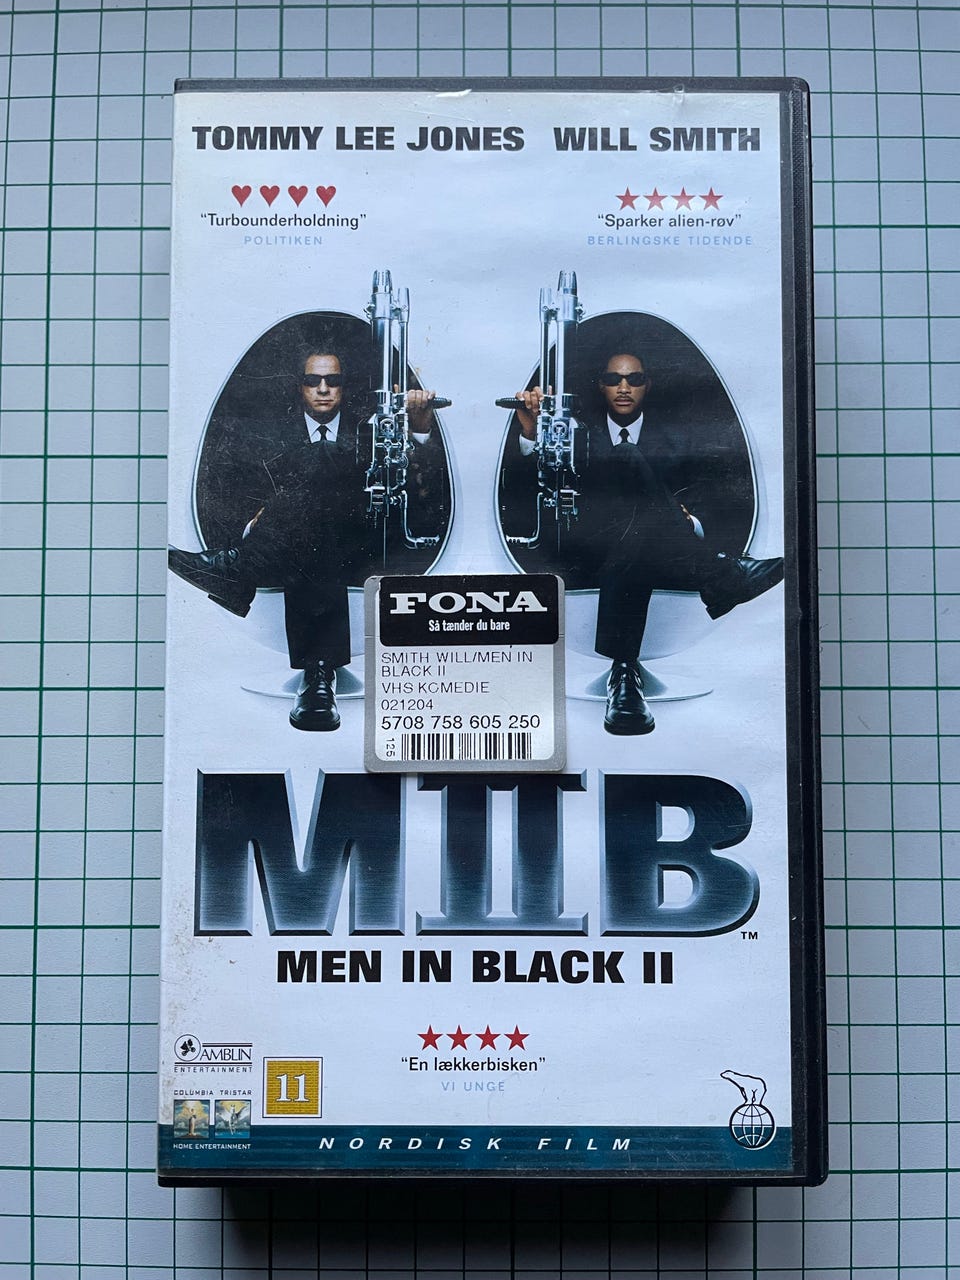 TOMMY LEE JONES WILL SMITH
“Turbounderholdning”
POLITIKEN
“Sparker alien-røv”
BERLINGSKE TIDENDE
FONA
Så tænder du bare
SMITH WILL/MEN IN
BLACK II
VHS KOMEDIE
021204
5708 758 605 250
125
MIIB
TM
MEN IN BLACK II
“En lækkerbisken”
VI UNGE
AMBLIN
ENTERTAINMENT
11
COLUMBIA TRISTAR
HOME ENTERTAINMENT
NORDISK FILM